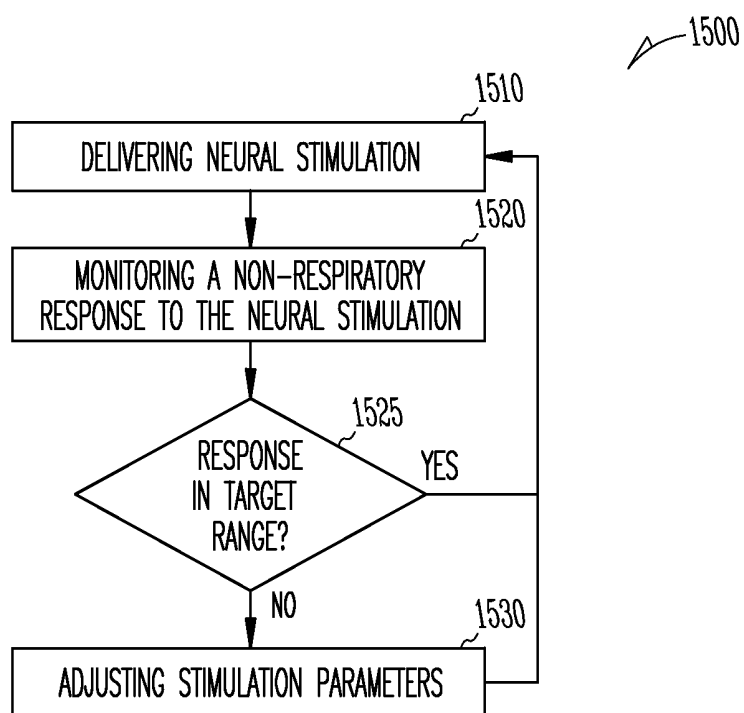 1500
1510
DELIVERING NEURAL STIMULATION
1520
MONITORING A NON-RESPIRATORY
RESPONSE TO THE NEURAL STIMULATION
1525
RESPONSE
IN TARGET
RANGE?
YES
NO
1530
ADJUSTING STIMULATION PARAMETERS